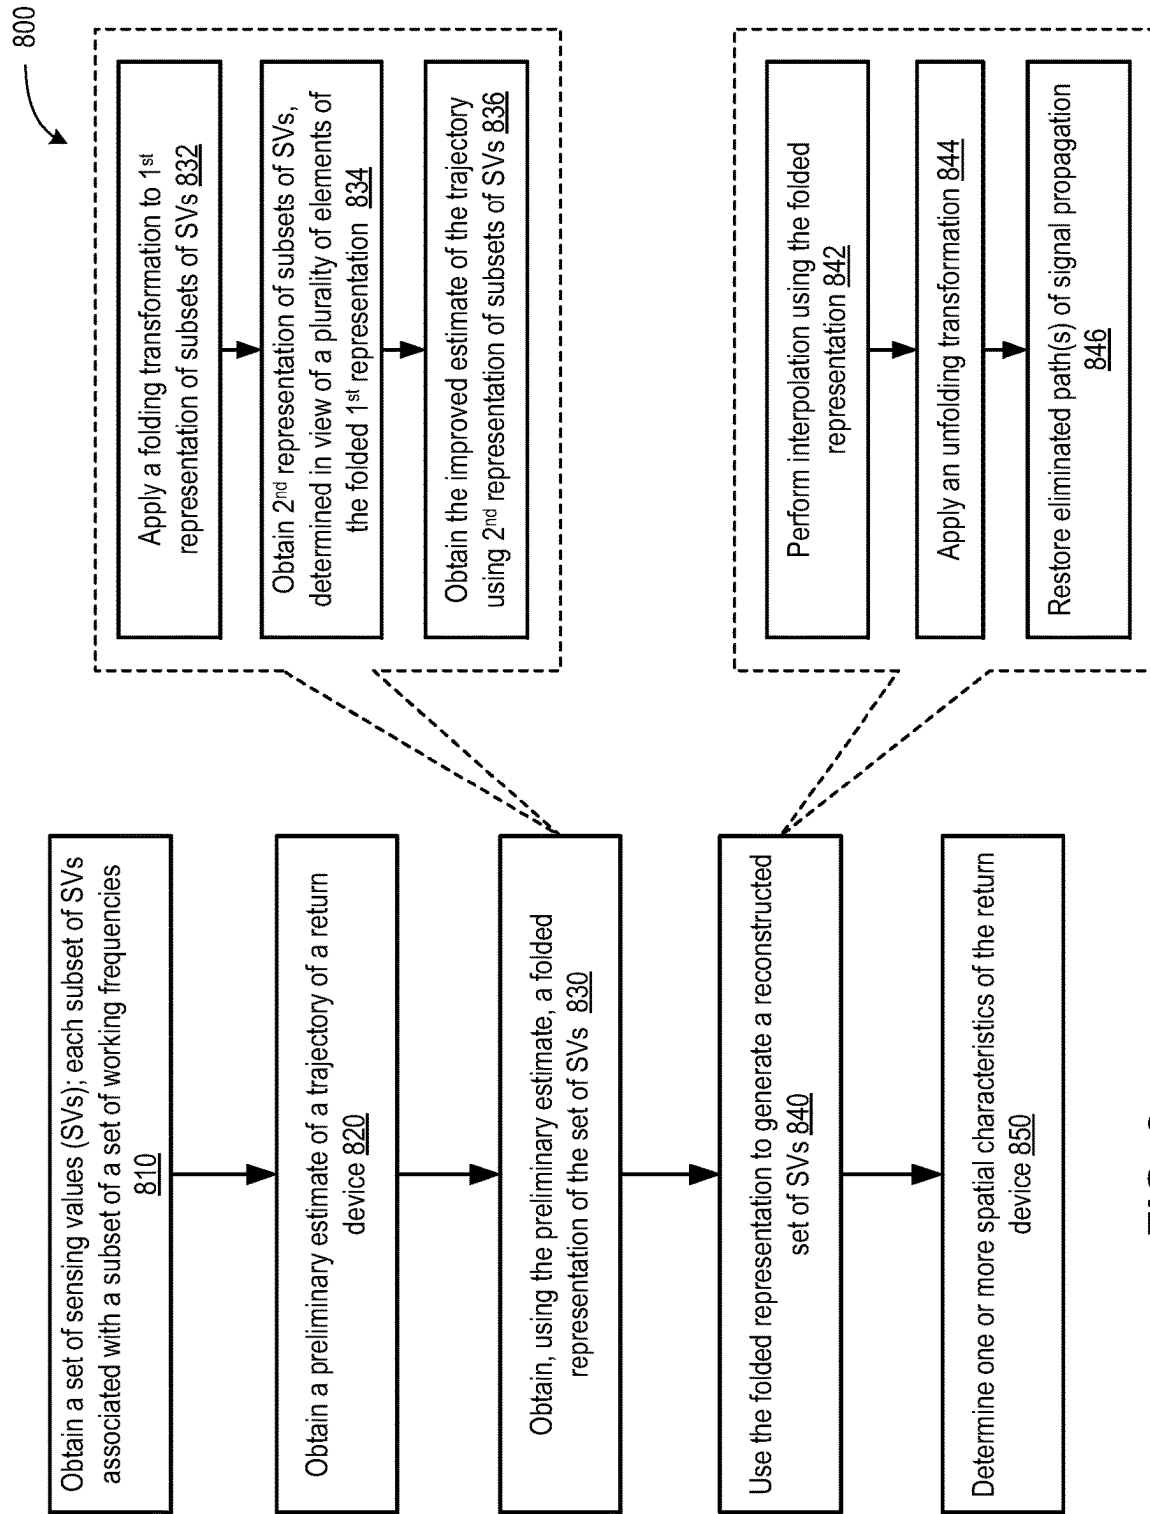 800
Obtain a set of sensing values (SVs); each subset of SVs
associated with a subset of a set of working frequencies
810
Obtain a preliminary estimate of a trajectory of a return
device 820
Obtain, using the preliminary estimate, a folded
representation of the set of SVs 830
Use the folded representation to generate a reconstructed
set of SVs 840
Determine one or more spatial characteristics of the return
device 850
Apply a folding transformation to 1st
representation of subsets of SVs 832
Obtain 2nd representation of subsets of SVs,
determined in view of a plurality of elements of
the folded 1st representation 834
Obtain the improved estimate of the trajectory
using 2nd representation of subsets of SVs 836
Perform interpolation using the folded
representation 842
Apply an unfolding transformation 844
Restore eliminated path(s) of signal propagation
846